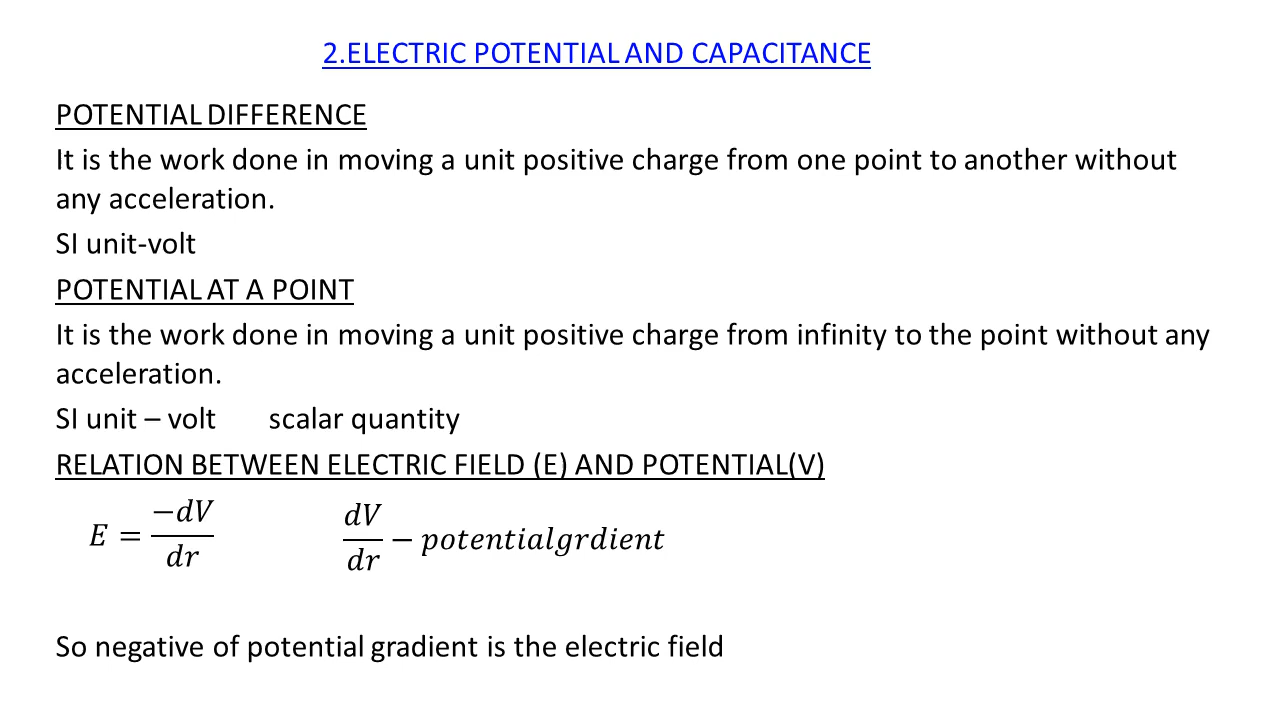 2.ELECTRIC POTENTIAL AND CAPACITANCE
POTENTIAL DIFFERENCE
It is the work done in moving a unit positive charge from one point to another without
any acceleration.
SI unit-volt
POTENTIAL AT A POINT
It is the work done in moving a unit positive charge from infinity to the point without any
acceleration.
SI unit – volt scalar quantity
RELATION BETWEEN ELECTRIC FIELD (E) AND POTENTIAL(V)
E = −dV/dr dV/dr − potentialgrdient
So negative of potential gradient is the electric field